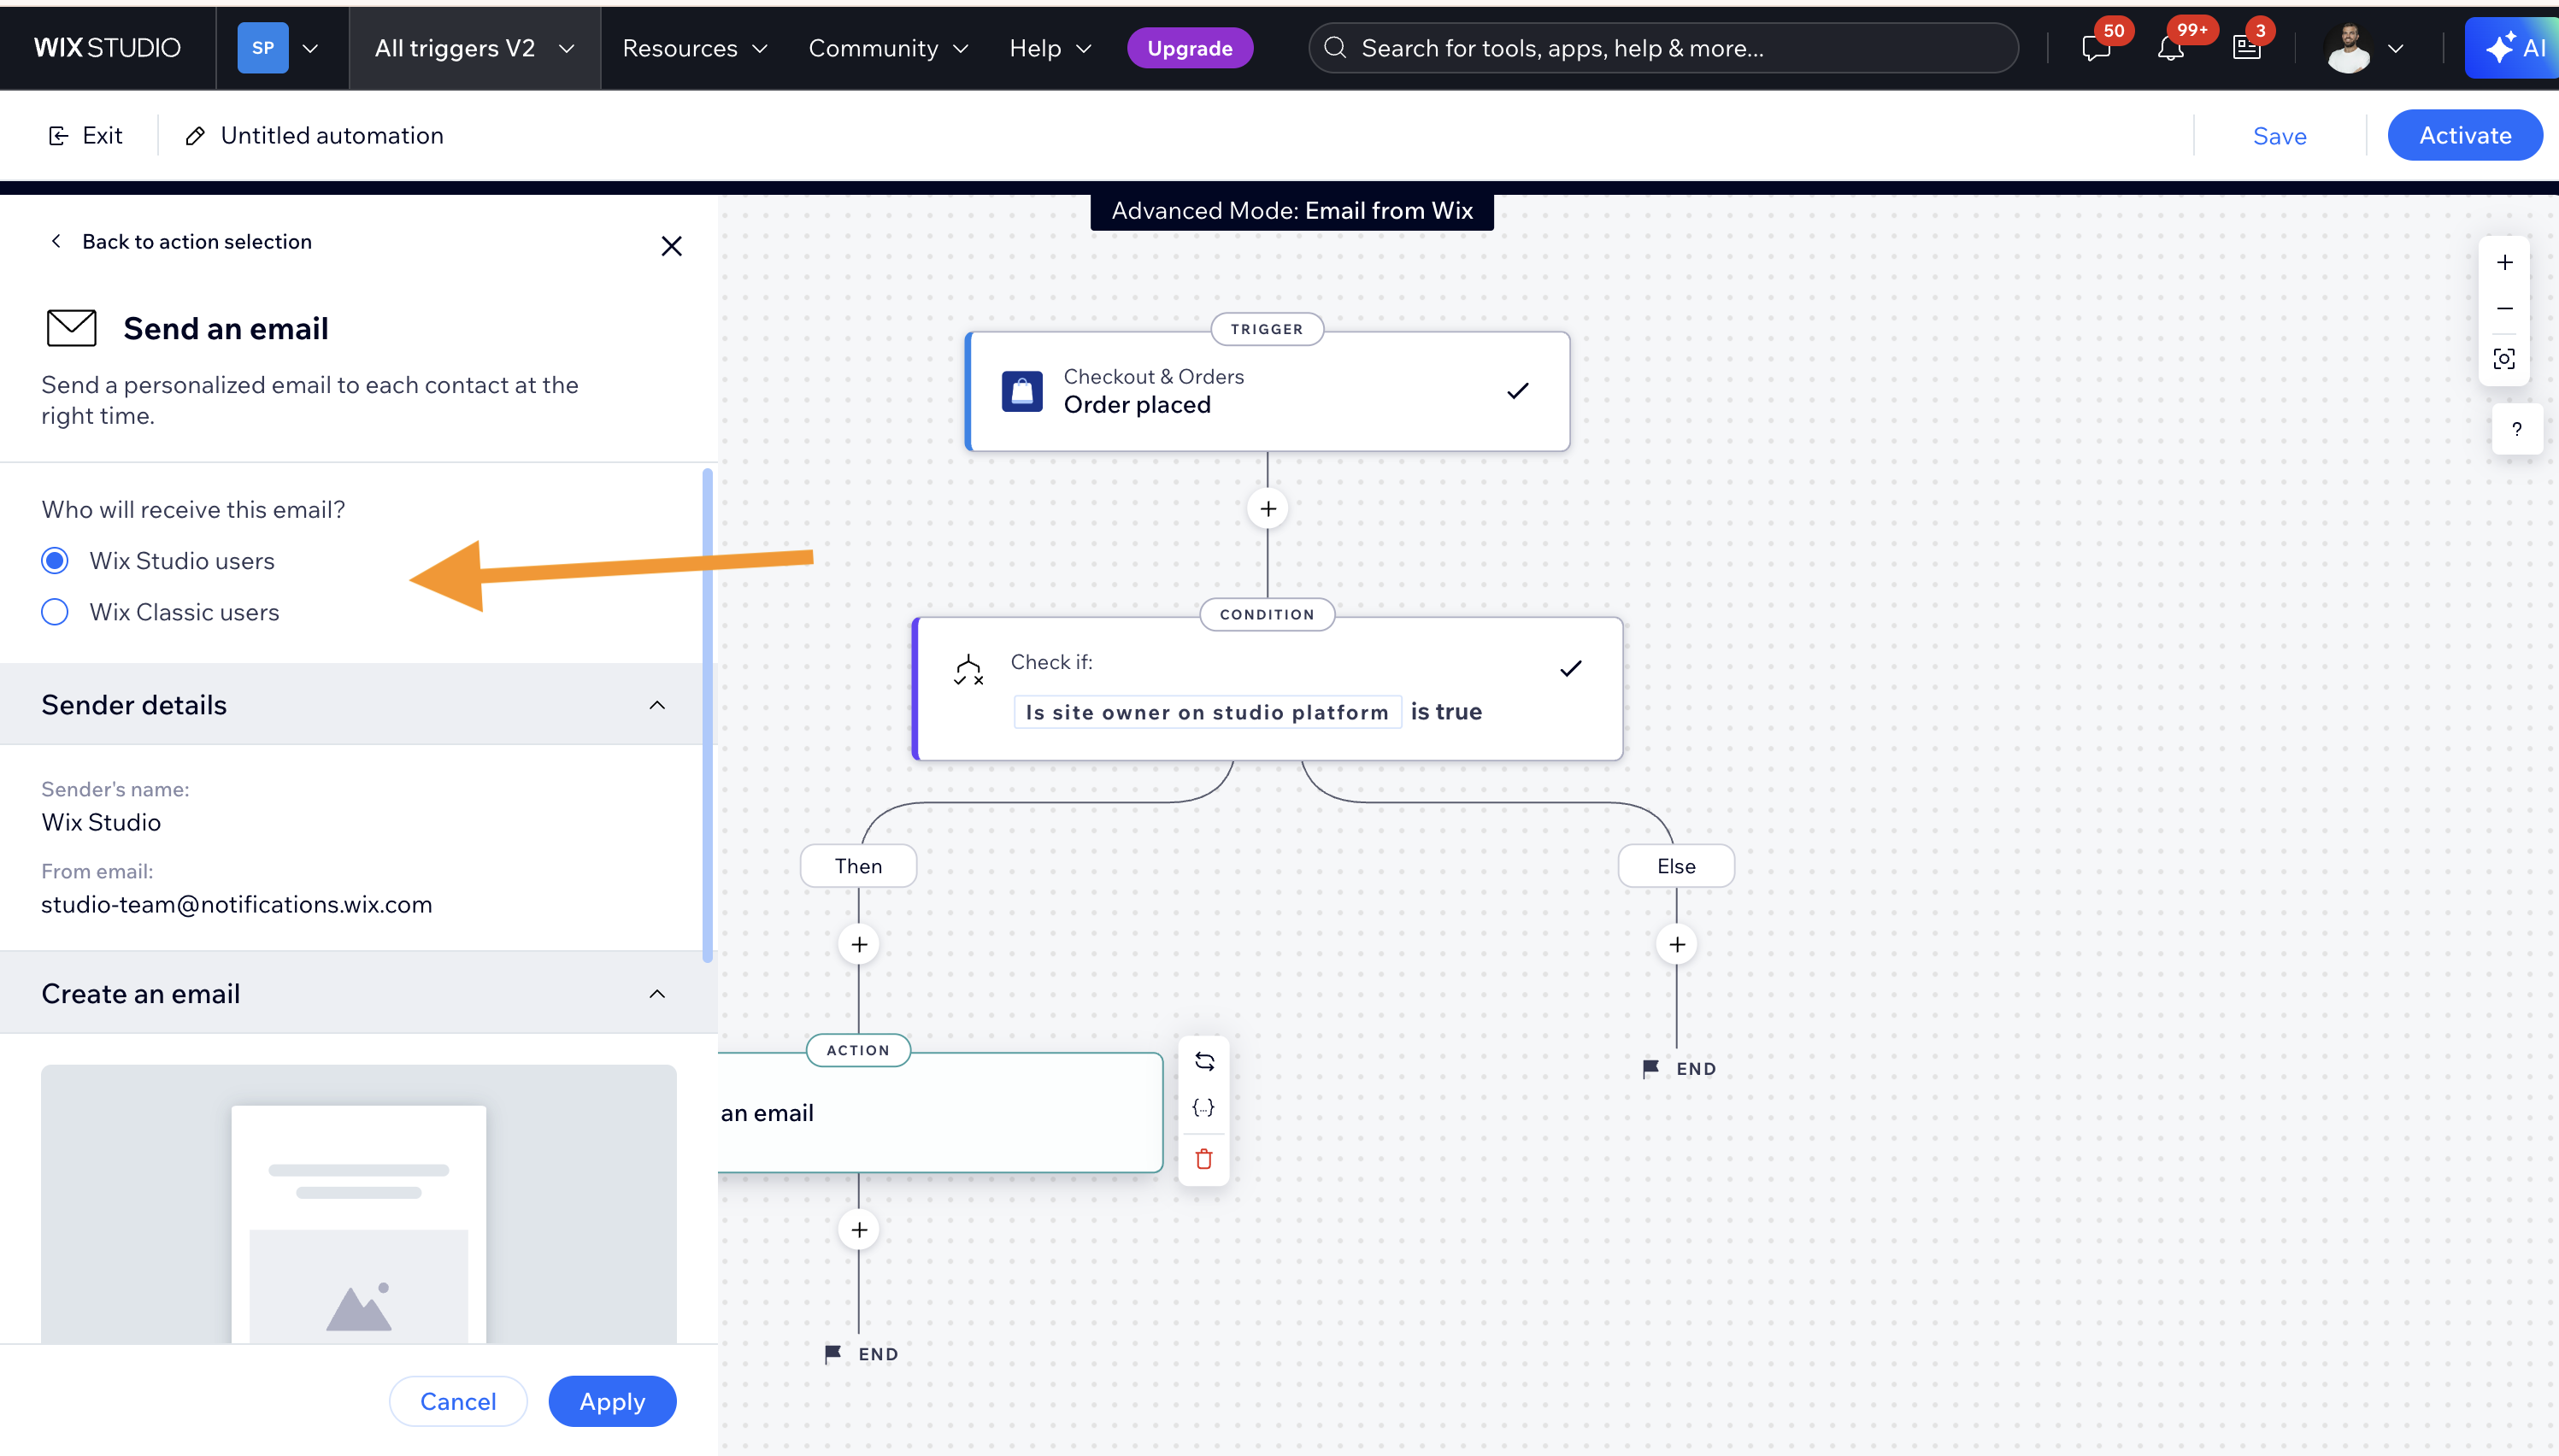 WIX STUDIO
SP
All triggers V2
Resources
Community
Help
Upgrade
Search for tools, apps, help & more...
50
99+
3
AI
Exit
Untitled automation
Save
Activate
Advanced Mode: Email from Wix
Back to action selection
Send an email
Send a personalized email to each contact at the
right time.
Who will receive this email?
Wix Studio users
Wix Classic users
Sender details
Sender's name:
Wix Studio
From email:
studio-team@notifications.wix.com
Create an email
Cancel
Apply
TRIGGER
Checkout & Orders
Order placed
CONDITION
Check if:
Is site owner on studio platform is true
Then
Else
ACTION
an email
{...}
END
END
?